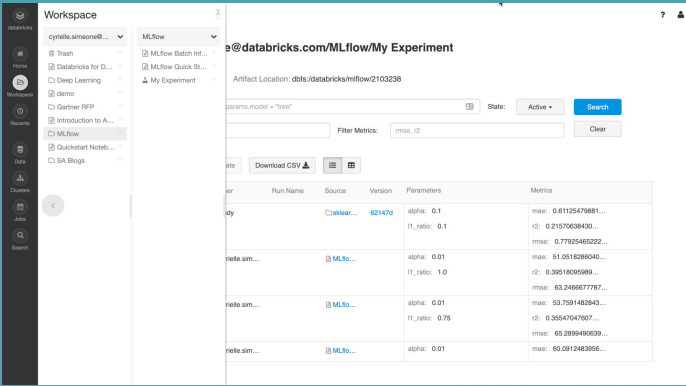 databricks
Home
Workspace
Recents
Data
Clusters
Jobs
Search
Workspace
cyrielle.simeone@...
Trash
Databricks for D...
Deep Learning
demo
Gartner RFP
Introduction to A...
MLflow
Quickstart Noteb...
SA Blogs
MLflow
MLflow Batch Inf...
MLflow Quick St...
My Experiment
?
e@databricks.com/MLflow/My Experiment
Artifact Location: dbfs:/databricks/mlflow/2103238
params.model = "tree"
State: Active
Search
Filter Metrics: rmse, r2
Clear
ete Download CSV
er Run Name Source Version Parameters Metrics
dy sklear... 62147d alpha: 0.1 mae: 0.61125479881...
l1_ratio: 0.1 r2: 0.21570638430...
rmse: 0.77925465222...
rielle.sim... MLflo... alpha: 0.01 mae: 51.0518286040...
l1_ratio: 1.0 r2: 0.39518095989...
rmse: 63.2466677787...
rielle.sim... MLflo... alpha: 0.01 mae: 53.7591482843...
l1_ratio: 0.75 r2: 0.35547047607...
rmse: 65.2899490639...
rielle.sim... MLflo... alpha: 0.01 mae: 60.0912483956...